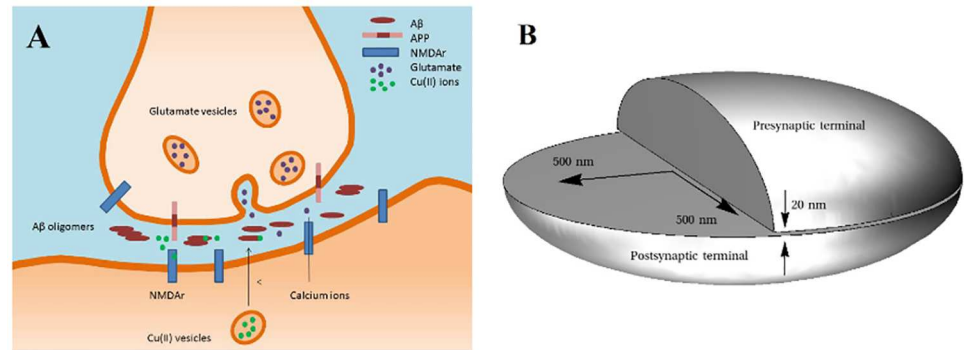 A
Aβ
APP
NMDAr
Glutamate
Cu(II) ions
Glutamate vesicles
Aβ oligomers
NMDAr
Calcium ions
Cu(II) vesicles
<
B
Presynaptic terminal
500 nm
500 nm
20 nm
Postsynaptic terminal